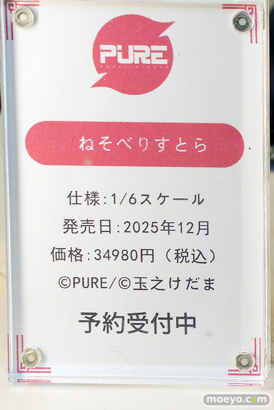 PURE
ねそべりすとら
仕様:1/6スケール
発売日:2025年12月
価格:34980円（税込）
©PURE/©玉之けだま
予約受付中
moeyo.com